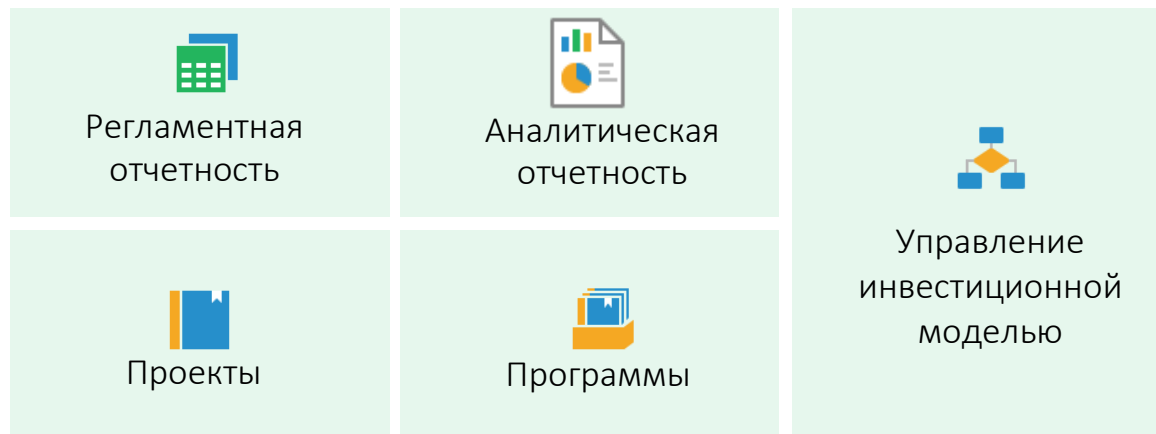 Регламентная
отчетность
Аналитическая
отчетность
Управление
инвестиционной
моделью
Проекты
Программы